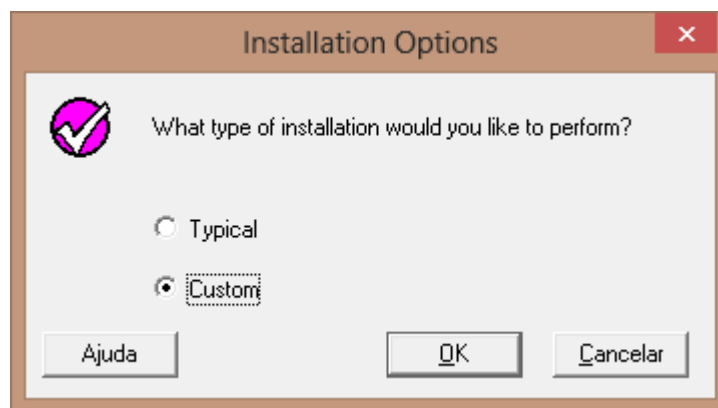 Installation Options
What type of installation would you like to perform?
Typical
Custom
Ajuda
OK
Cancelar